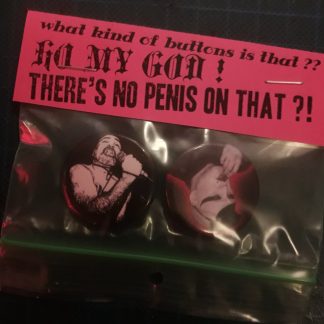 what kind of buttons is that ??
HO MY GOD !
THERE'S NO PENIS ON THAT ?!